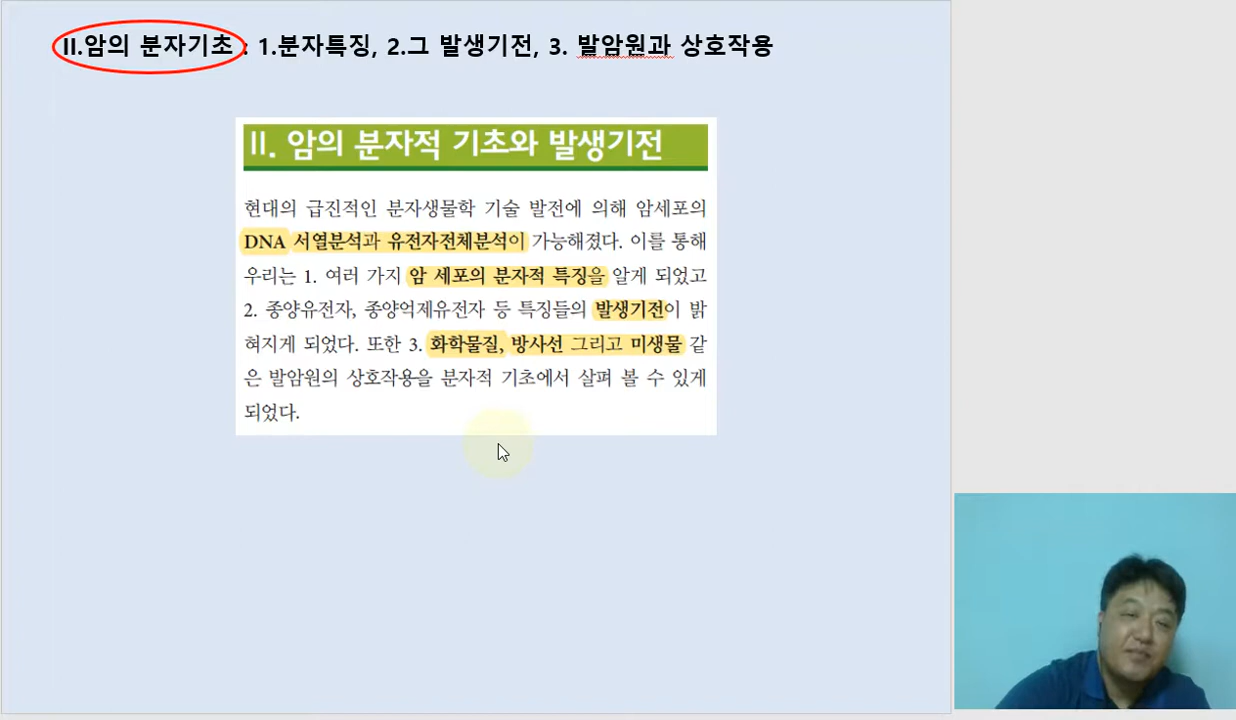 II.암의 분자기초 : 1.분자특징, 2.그 발생기전, 3. 발암원과 상호작용
II. 암의 분자적 기초와 발생기전
현대의 급진적인 분자생물학 기술 발전에 의해 암세포의
DNA 서열분석과 유전자전체분석이 가능해졌다. 이를 통해
우리는 1. 여러 가지 암 세포의 분자적 특징을 알게 되었고
2. 종양유전자, 종양억제유전자 등 특징들의 발생기전이 밝
혀지게 되었다. 또한 3. 화학물질, 방사선 그리고 미생물 같
은 발암원의 상호작용을 분자적 기초에서 살펴 볼 수 있게
되었다.